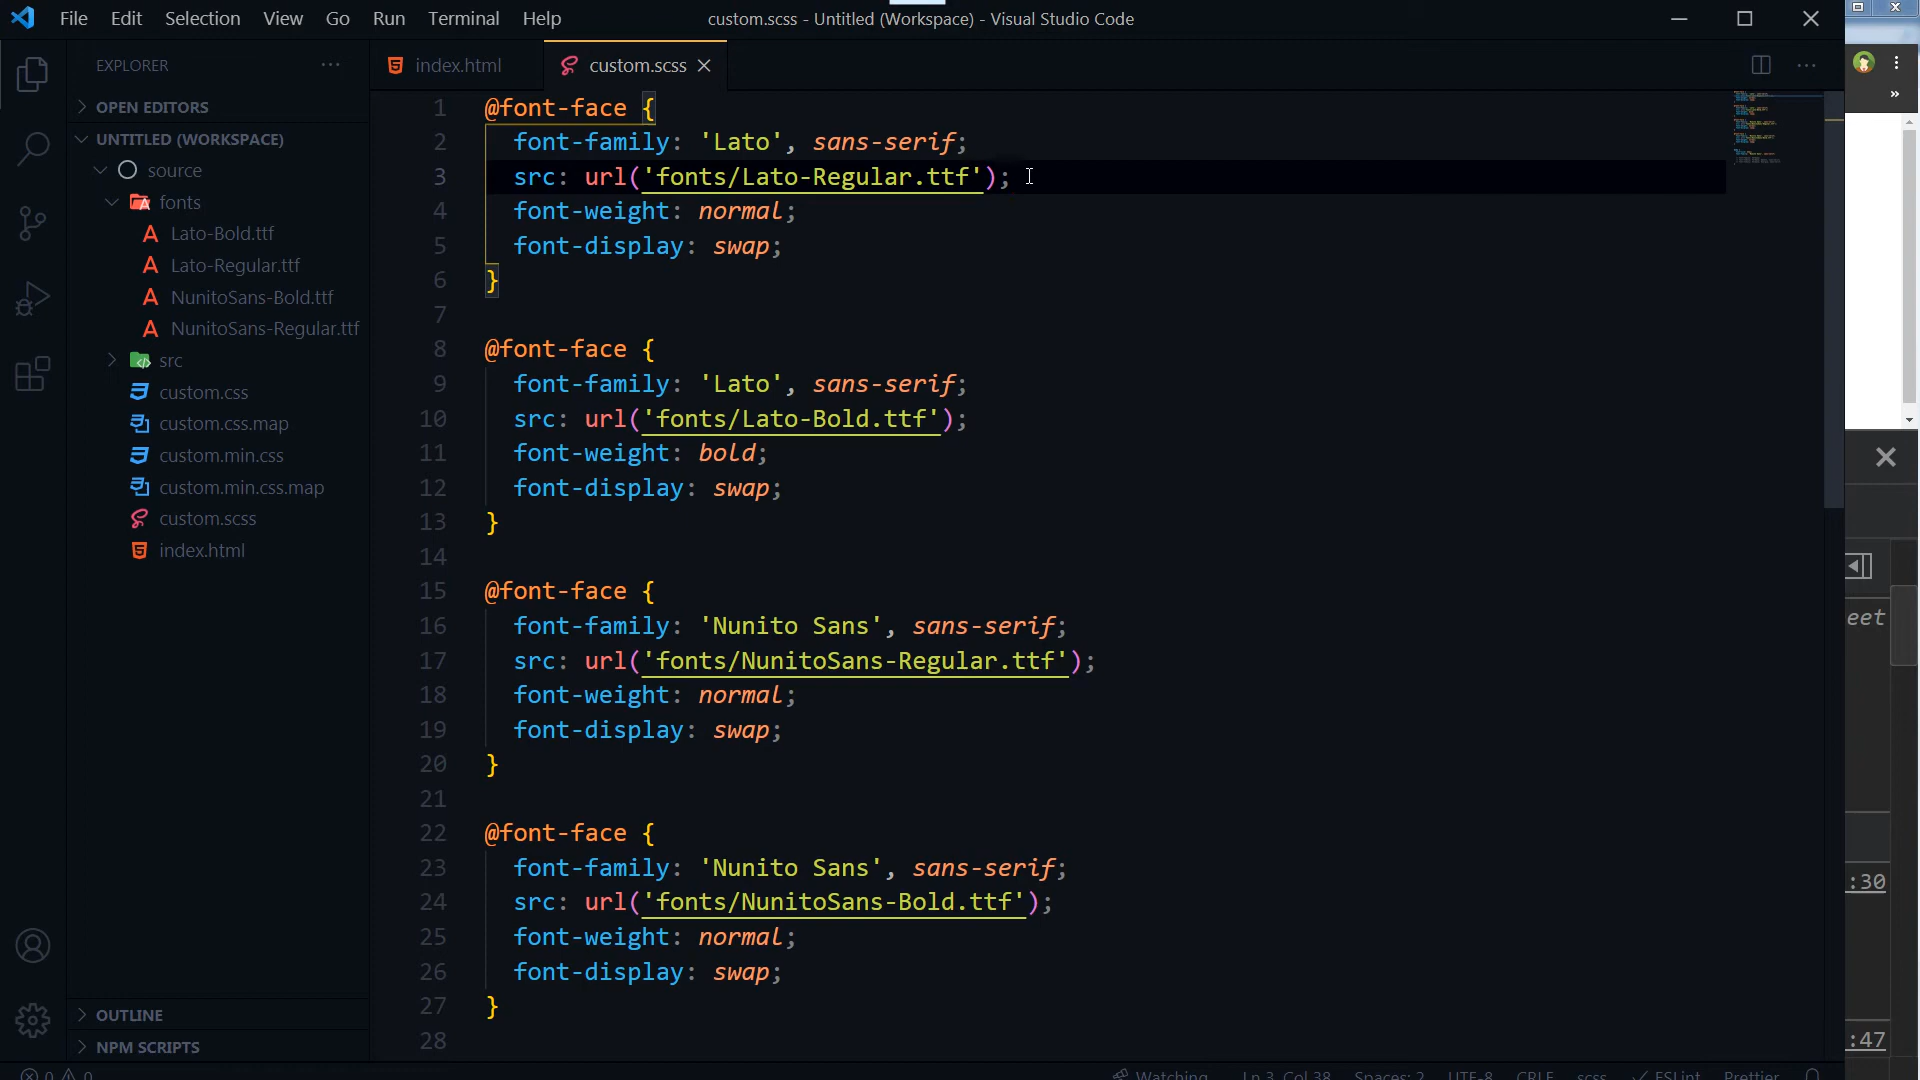 File Edit Selection View Go Run Terminal Help
custom.scss - Untitled (Workspace) - Visual Studio Code
EXPLORER
OPEN EDITORS
UNTITLED (WORKSPACE)
source
fonts
Lato-Bold.ttf
Lato-Regular.ttf
NunitoSans-Bold.ttf
NunitoSans-Regular.ttf
src
custom.css
custom.css.map
custom.min.css
custom.min.css.map
custom.scss
index.html
OUTLINE
NPM SCRIPTS
index.html
custom.scss
1 @font-face {
2 font-family: 'Lato', sans-serif;
3 src: url('fonts/Lato-Regular.ttf');
4 font-weight: normal;
5 font-display: swap;
6 }
7
8 @font-face {
9 font-family: 'Lato', sans-serif;
10 src: url('fonts/Lato-Bold.ttf');
11 font-weight: bold;
12 font-display: swap;
13 }
14
15 @font-face {
16 font-family: 'Nunito Sans', sans-serif;
17 src: url('fonts/NunitoSans-Regular.ttf');
18 font-weight: normal;
19 font-display: swap;
20 }
21
22 @font-face {
23 font-family: 'Nunito Sans', sans-serif;
24 src: url('fonts/NunitoSans-Bold.ttf');
25 font-weight: normal;
26 font-display: swap;
27 }
28
eet
:30
:47
0 0 Watching Ln 3, Col 38 Spaces: 2 UTF-8 CRLF scss ESLint Prettier